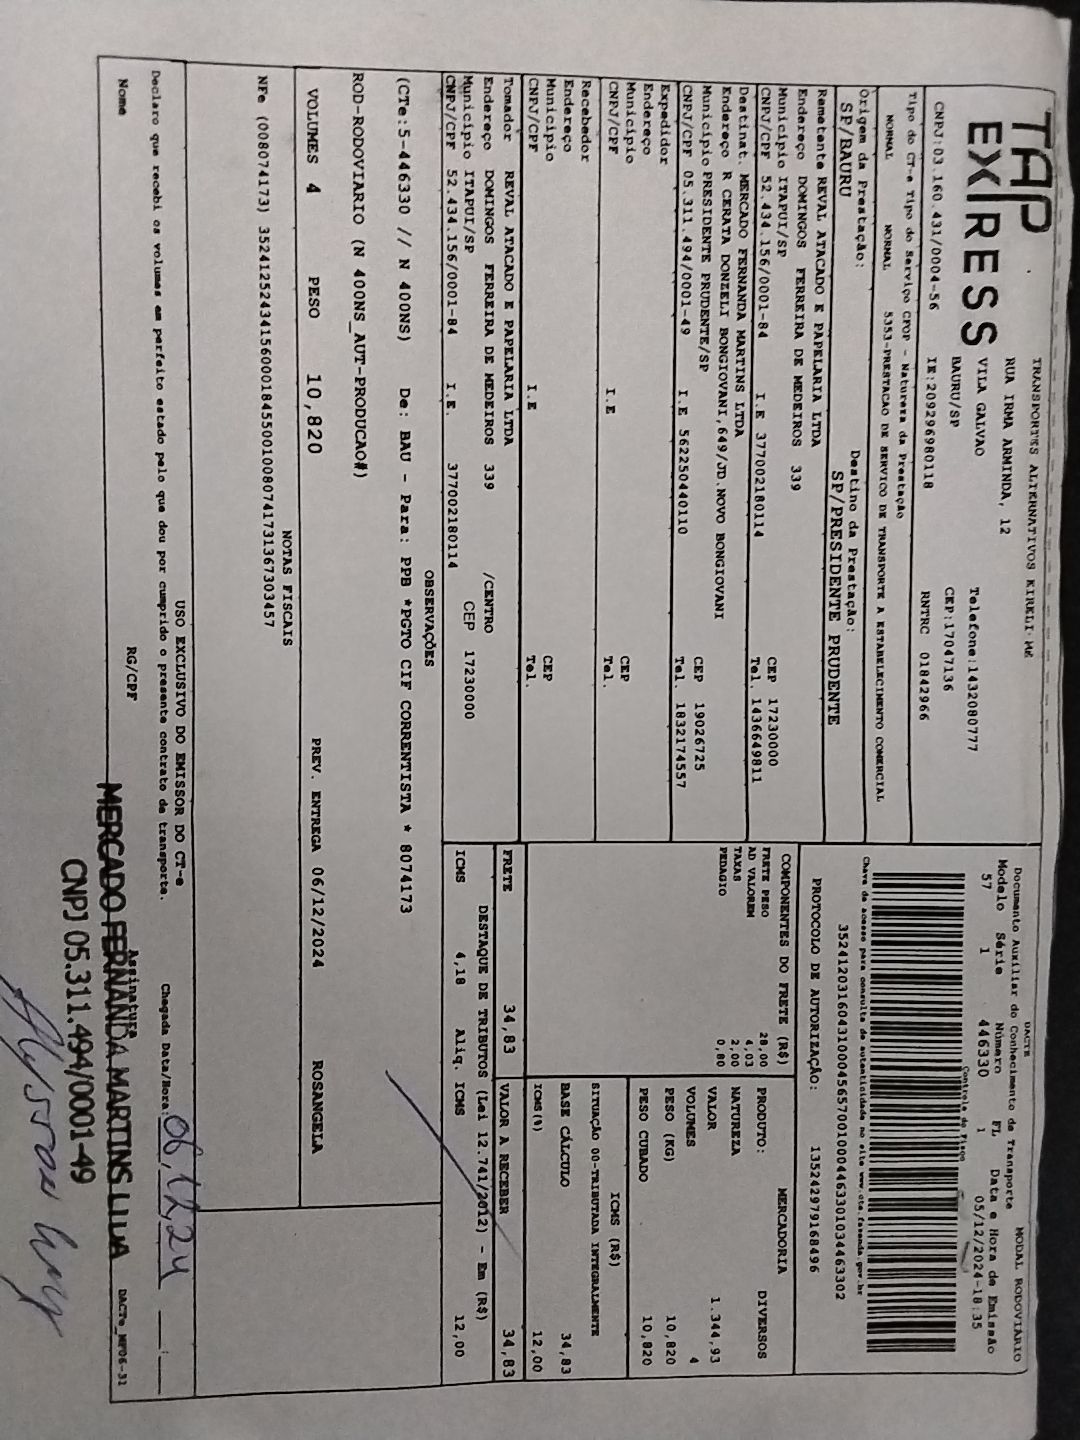 TAP EXPRESS
TRANSPORTES ALTERNATIVOS EIRELI-ME
RUA IRMA ARMINDA, 12
VILA GALVAO
BAURU/SP
Telefone:1432080777
CEP:17047136
CNPJ:03.160.431/0004-56 IE:209296980118 RNTRC 01842966
Tipo do CT-e Tipo do Serviço CFOP - Natureza da Prestação
NORMAL NORMAL 5353-PRESTACAO DE SERVICO DE TRANSPORTE A ESTABELECIMENTO COMERCIAL
Origem da Prestação: Destino da Prestação:
SP/BAURU SP/PRESIDENTE PRUDENTE
Remetente REVAL ATACADO E PAPELARIA LTDA
Endereço DOMINGOS FERREIRA DE MEDEIROS 339
Município ITAPUI/SP CEP 17230000
CNPJ/CPF 52.434.156/0001-84 I.E 377002180114 Tel. 1436649811
Destinat. MERCADO FERNANDA MARTINS LTDA
Endereço R CERATA DONZELI BONGIOVANI,649/JD.NOVO BONGIOVANI
Município PRESIDENTE PRUDENTE/SP CEP 19026725
CNPJ/CPF 05.311.494/0001-49 I.E 562250440110 Tel. 1832174557
Expedidor
Endereço
Município CEP
CNPJ/CPF I.E Tel.
Recebedor
Endereço
Município CEP
CNPJ/CPF I.E Tel.
Tomador REVAL ATACADO E PAPELARIA LTDA
Endereço DOMINGOS FERREIRA DE MEDEIROS 339 /CENTRO
Município ITAPUI/SP CEP 17230000
CNPJ/CPF 52.434.156/0001-84 I.E. 377002180114
DACTE
Documento Auxiliar do Conhecimento de Transporte MODAL RODOVIÁRIO
Modelo Série Número FL Data e Hora de Emissão
57 1 446330 1 05/12/2024-18:35
Controle do Fisco
Chave de acesso para consulta de autenticidade no site www.cte.fazenda.gov.br
35241203160431000456570010004463301034463302
PROTOCOLO DE AUTORIZAÇÃO: 135242979168496
COMPONENTES DO FRETE (R$)
FRETE PESO 28,00
AD VALOREM 4,03
TAXAS 2,00
PEDAGIO 0,80
MERCADORIA
PRODUTO: DIVERSOS
NATUREZA
VALOR 1.344,93
VOLUMES 4
PESO (KG) 10,820
PESO CUBADO 10,820
ICMS (R$)
SITUAÇÃO 00-TRIBUTADA INTEGRALMENTE
BASE CÁLCULO 34,83
ICMS(%) 12,00
FRETE 34,83 VALOR A RECEBER 34,83
DESTAQUE DE TRIBUTOS (Lei 12.741/2012) - Em (R$)
ICMS 4,18 Aliq. ICMS 12,00
OBSERVAÇÕES
(CTe:5-446330 // N 400NS) De: BAU - Para: PPB *PGTO CIF CORRENTISTA * 8074173
ROD-RODOVIARIO (N 400NS_AUT-PRODUCAO#)
VOLUMES 4 PESO 10,820 PREV. ENTREGA 06/12/2024 ROSANGELA
NOTAS FISCAIS
NFe (008074173) 35241252434156000184550010080741731367303457
USO EXCLUSIVO DO EMISSOR DO CT-e
Declaro que recebi os volumes em perfeito estado pelo que dou por cumprido o presente contrato de transporte. Chegada Data/Hora: 06,12,24
Nome RG/CPF Assinatura DACTe_MP06-31
MERCADO FERNANDA MARTINS LTDA
CNPJ 05.311.494/0001-49